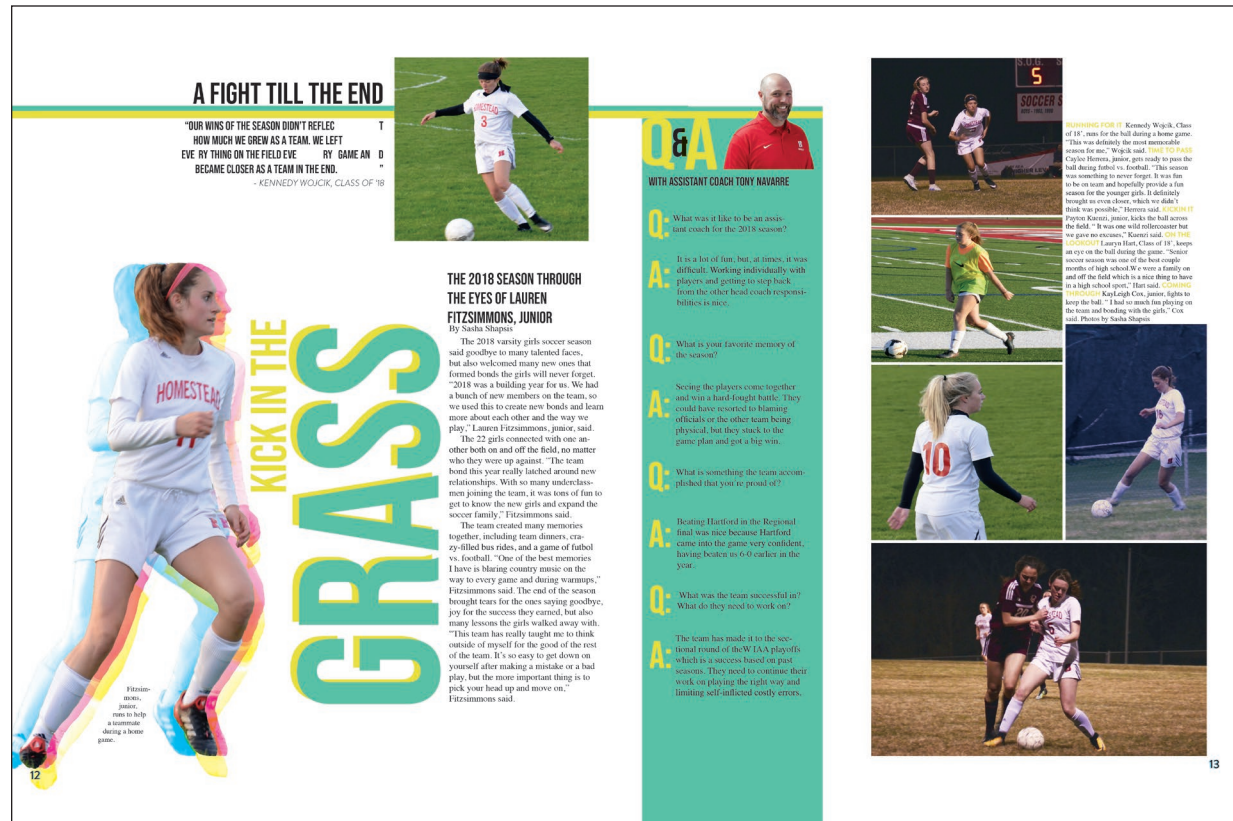 A FIGHT TILL THE END
"OUR WINS OF THE SEASON DIDN'T REFLEC T
HOW MUCH WE GREW AS A TEAM. WE LEFT
EVE RY THING ON THE FIELD EVE RY GAME AN D
BECAME CLOSER AS A TEAM IN THE END. "
- KENNEDY WOJCIK, CLASS OF '18
HOMESTEAD
3
HOMESTEAD
KICK IN THE
GRASS
Fitzsim-
mons,
junior,
runs to help
a teammate
during a home
game.
12
THE 2018 SEASON THROUGH
THE EYES OF LAUREN
FITZSIMMONS, JUNIOR
By Sasha Shapsis
The 2018 varsity girls soccer season
said goodbye to many talented faces,
but also welcomed many new ones that
formed bonds the girls will never forget.
"2018 was a building year for us. We had
a bunch of new members on the team, so
we used this to create new bonds and learn
more about each other and the way we
play," Lauren Fitzsimmons, junior, said.
The 22 girls connected with one an-
other both on and off the field, no matter
who they were up against. "The team
bond this year really latched around new
relationships. With so many underclass-
men joining the team, it was tons of fun to
get to know the new girls and expand the
soccer family," Fitzsimmons said.
The team created many memories
together, including team dinners, cra-
zy-filled bus rides, and a game of futbol
vs. football. "One of the best memories
I have is blaring country music on the
way to every game and during warmups,"
Fitzsimmons said. The end of the season
brought tears for the ones saying goodbye,
joy for the success they earned, but also
many lessons the girls walked away with.
"This team has really taught me to think
outside of myself for the good of the rest
of the team. It's so easy to get down on
yourself after making a mistake or a bad
play, but the more important thing is to
pick your head up and move on,"
Fitzsimmons said.
Q&A
WITH ASSISTANT COACH TONY NAVARRE
Q: What was it like to be an assis-
tant coach for the 2018 season?
A: It is a lot of fun, but, at times, it was
difficult. Working individually with
players and getting to step back
from the other head coach responsi-
bilities is nice.
Q: What is your favorite memory of
the season?
A: Seeing the players come together
and win a hard-fought battle. They
could have resorted to blaming
officials or the other team being
physical, but they stuck to the
game plan and got a big win.
Q: What is something the team accom-
plished that you're proud of?
A: Beating Hartford in the Regional
final was nice because Hartford
came into the game very confident,
having beaten us 6-0 earlier in the
year.
Q: What was the team successful in?
What do they need to work on?
A: The team has made it to the sec-
tional round of theW IAA playoffs
which is a success based on past
seasons. They need to continue their
work on playing the right way and
limiting self-inflicted costly errors.
S.O.G.
5
SOCCER S
10
RUNNING FOR IT Kennedy Wojcik, Class
of 18', runs for the ball during a home game.
"This was definitely the most memorable
season for me," Wojcik said. TIME TO PASS
Caylee Herrera, junior, gets ready to pass the
ball during futbol vs. football. "This season
was something to never forget. It was fun
to be on team and hopefully provide a fun
season for the younger girls. It definitely
brought us even closer, which we didn't
think was possible," Herrera said. KICKIN IT
Payton Kuenzi, junior, kicks the ball across
the field. " It was one wild rollercoaster but
we gave no excuses," Kuenzi said. ON THE
LOOKOUT Lauryn Hart, Class of 18', keeps
an eye on the ball during the game. "Senior
soccer season was one of the best couple
months of high school.We were a family on
and off the field which is a nice thing to have
in a high school sport," Hart said. COMING
THROUGH KayLeigh Cox, junior, fights to
keep the ball. " I had so much fun playing on
the team and bonding with the girls," Cox
said. Photos by Sasha Shapsis
13